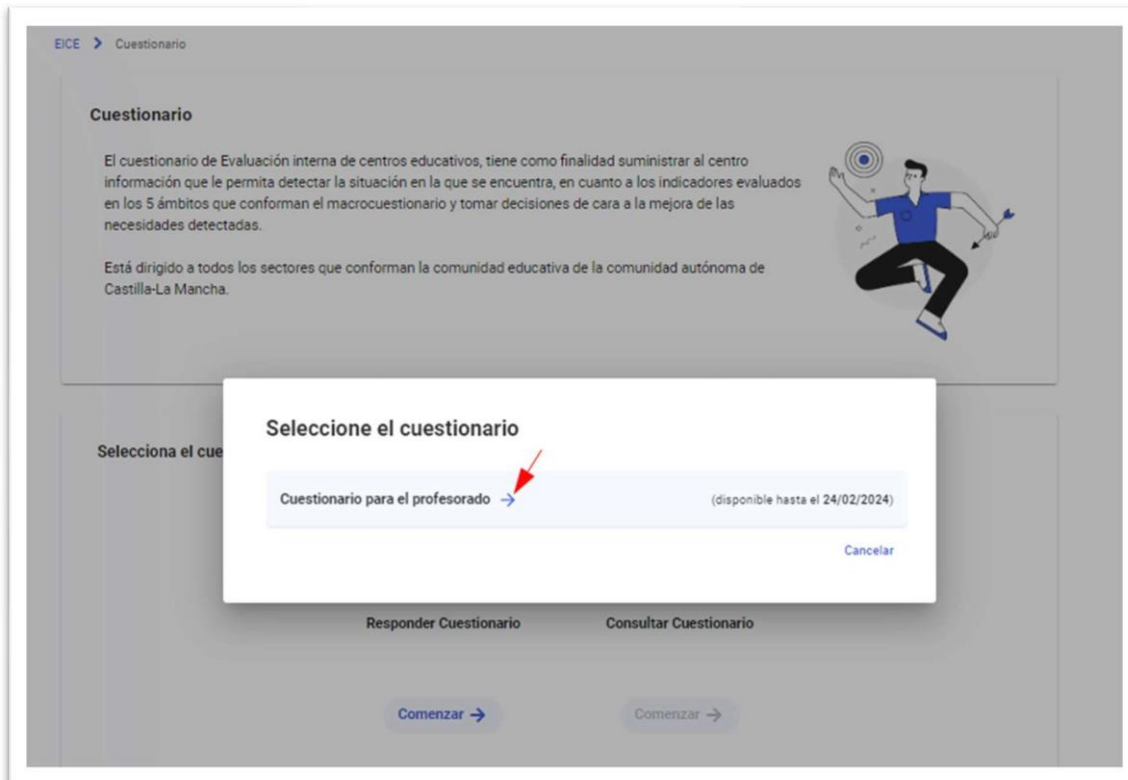 EICE > Cuestionario
Cuestionario
El cuestionario de Evaluación interna de centros educativos, tiene como finalidad suministrar al centro
información que le permita detectar la situación en la que se encuentra, en cuanto a los indicadores evaluados
en los 5 ámbitos que conforman el macrocuestionario y tomar decisiones de cara a la mejora de las
necesidades detectadas.
Está dirigido a todos los sectores que conforman la comunidad educativa de la comunidad autónoma de
Castilla-La Mancha.
Selecciona el cue
Seleccione el cuestionario
Cuestionario para el profesorado → (disponible hasta el 24/02/2024)
Cancelar
Responder Cuestionario Consultar Cuestionario
Comenzar → Comenzar →